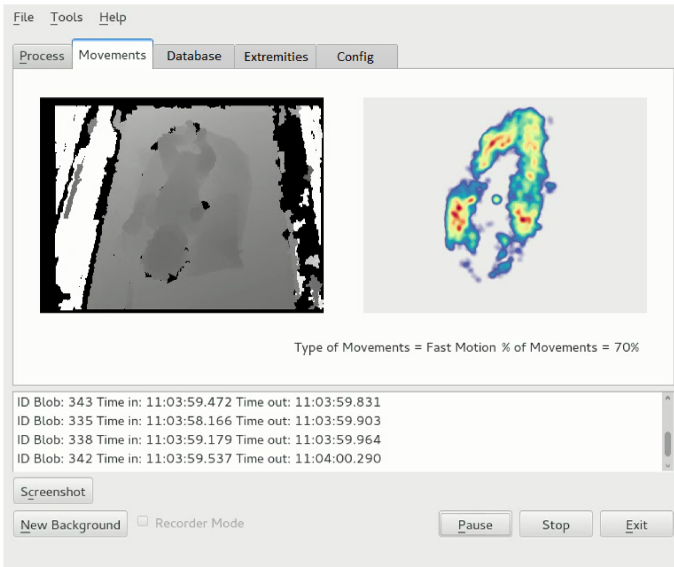 File Tools Help
Process Movements Database Extremities Config
Type of Movements = Fast Motion % of Movements = 70%
ID Blob: 343 Time in: 11:03:59.472 Time out: 11:03:59.831
ID Blob: 335 Time in: 11:03:58.166 Time out: 11:03:59.903
ID Blob: 338 Time in: 11:03:59.179 Time out: 11:03:59.964
ID Blob: 342 Time in: 11:03:59.537 Time out: 11:04:00.290
Screenshot
New Background Recorder Mode Pause Stop Exit